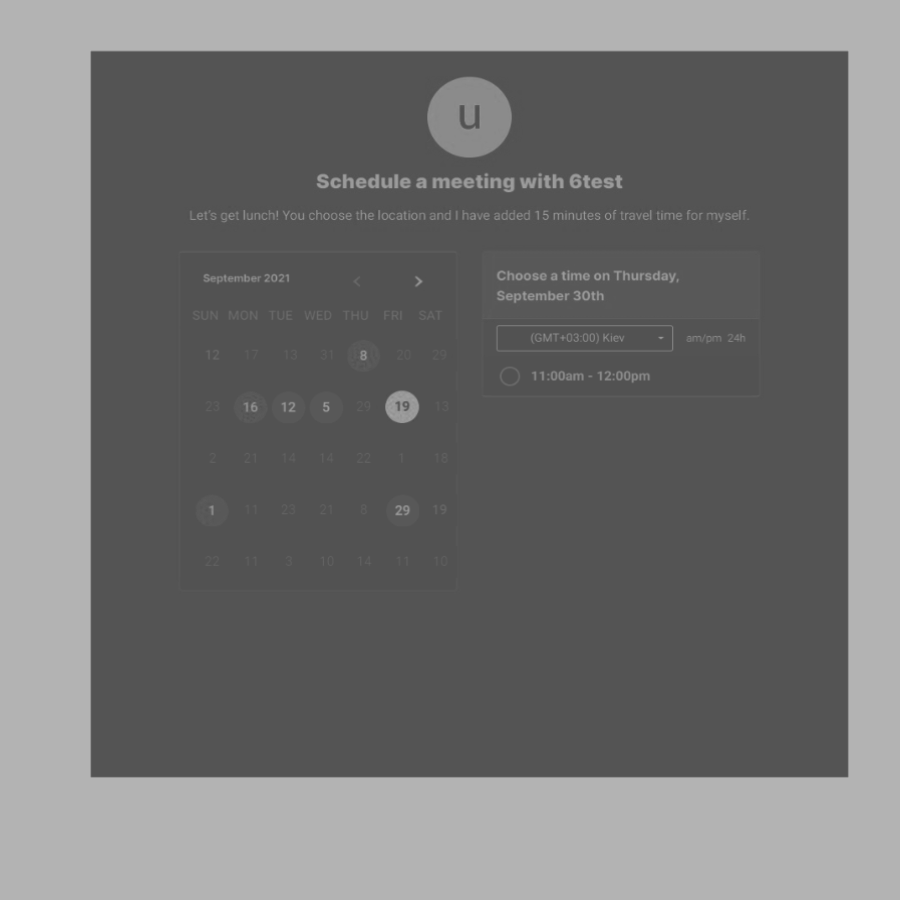 u
Schedule a meeting with 6test
Let's get lunch! You choose the location and I have added 15 minutes of travel time for myself.
September 2021
SUN MON TUE WED THU FRI SAT
12 17 13 31 8 20 29
23 16 12 5 29 19 13
2 21 14 14 22 1 18
1 11 23 21 8 29 19
22 11 3 10 14 11 10
Choose a time on Thursday,
September 30th
(GMT+03:00) Kiev am/pm 24h
11:00am - 12:00pm